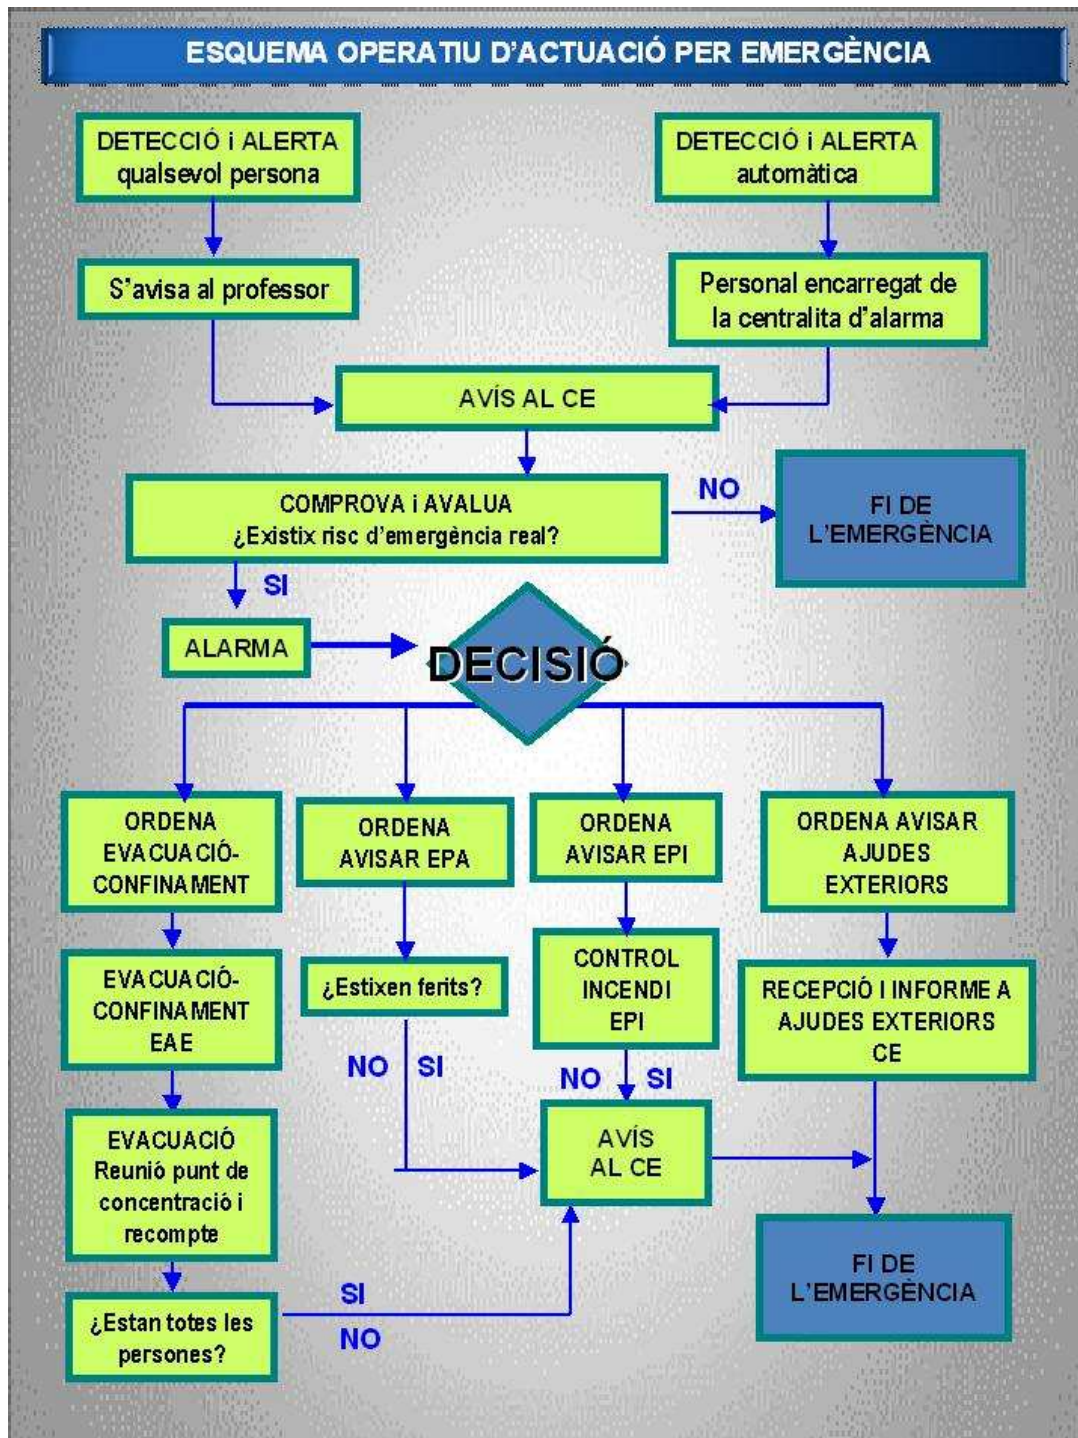 ESQUEMA OPERATIU D'ACTUACIÓ PER EMERGÈNCIA
DETECCIÓ i ALERTA
qualsevol persona
DETECCIÓ i ALERTA
automàtica
S'avisa al professor
Personal encarregat de
la centralita d'alarma
AVÍS AL CE
COMPROVA i AVALUA
¿Existix risc d'emergència real?
NO
FI DE
L'EMERGÈNCIA
SI
ALARMA
DECISIÓ
ORDENA
EVACUACIÓ-
CONFINAMENT
ORDENA
AVISAR EPA
ORDENA
AVISAR EPI
ORDENA AVISAR
AJUDES
EXTERIORS
EVACUACIÓ-
CONFINAMENT
EAE
¿Estixen ferits?
CONTROL
INCENDI
EPI
RECEPCIÓ I INFORME A
AJUDES EXTERIORS
CE
NO SI
NO SI
EVACUACIÓ
Reunió punt de
concentració i
recompte
AVÍS
AL CE
FI DE
L'EMERGÈNCIA
¿Estan totes les
persones?
SI
NO